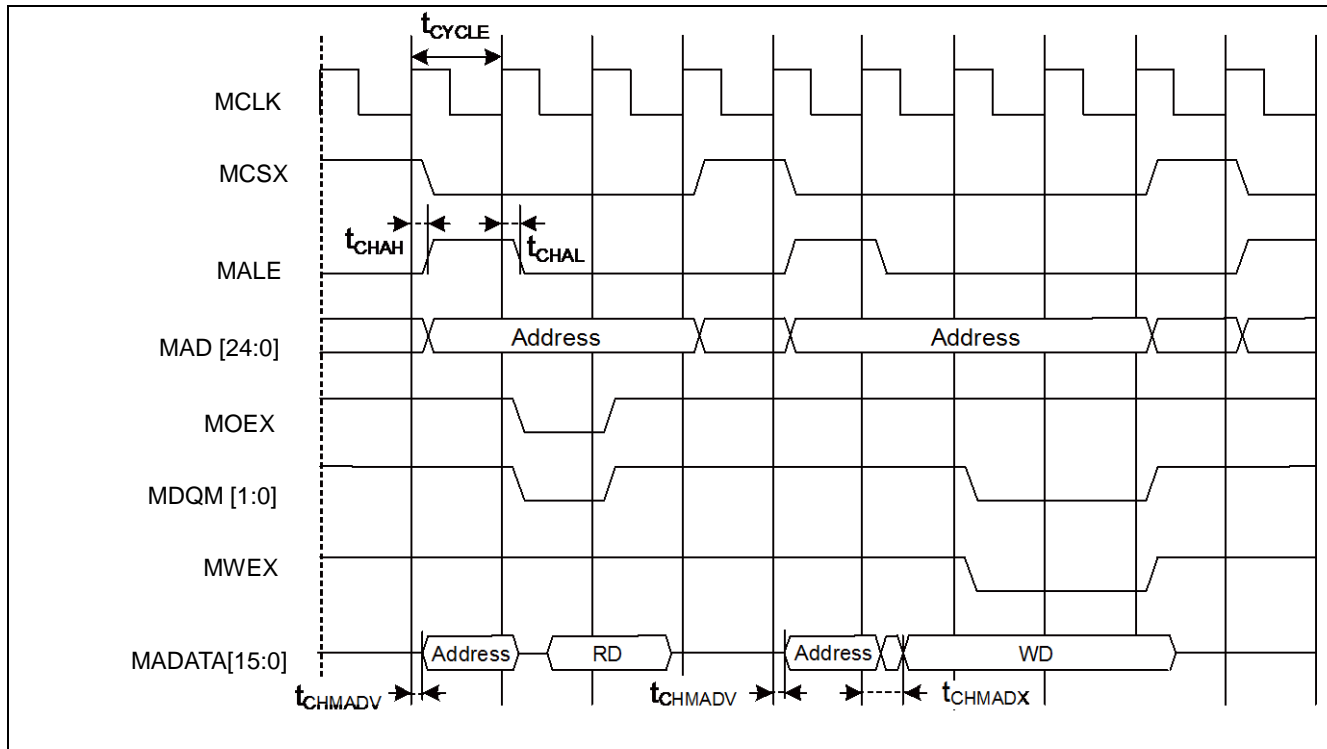 tCYCLE
MCLK
MCSX
tCHAH
tCHAL
MALE
MAD [24:0]
Address
Address
MOEX
MDQM [1:0]
MWEX
MADATA[15:0]
Address
RD
Address
WD
tCHMADV
tCHMADV
tCHMADX